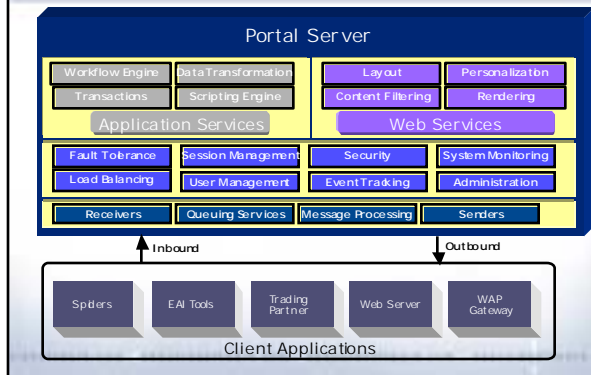 Portal Server
Workflow Engine
Data Transformation
Layout
Personalization
Transactions
Scripting Engine
Content Filtering
Rendering
Application Services
Web Services
Fault Tolerance
Session Management
Security
System Monitoring
Load Balancing
User Management
Event Tracking
Administration
Receivers
Queuing Services
Message Processing
Senders
Inbound
Outbound
Spiders
EAI Tools
Trading
Partner
Web Server
WAP
Gateway
Client Applications